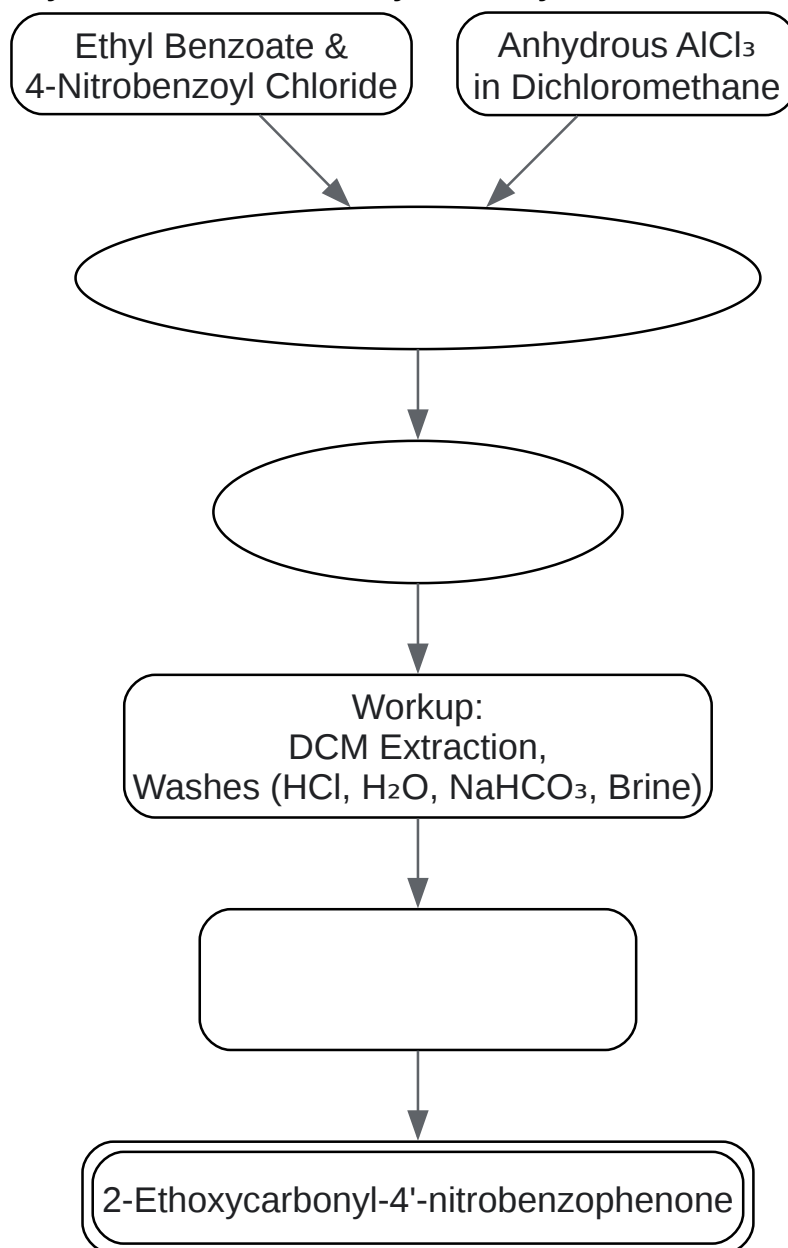 Ethyl Benzoate &
4-Nitrobenzoyl Chloride
Anhydrous AlCl₃
in Dichloromethane
Workup:
DCM Extraction,
Washes (HCl, H₂O, NaHCO₃, Brine)
2-Ethoxycarbonyl-4'-nitrobenzophenone